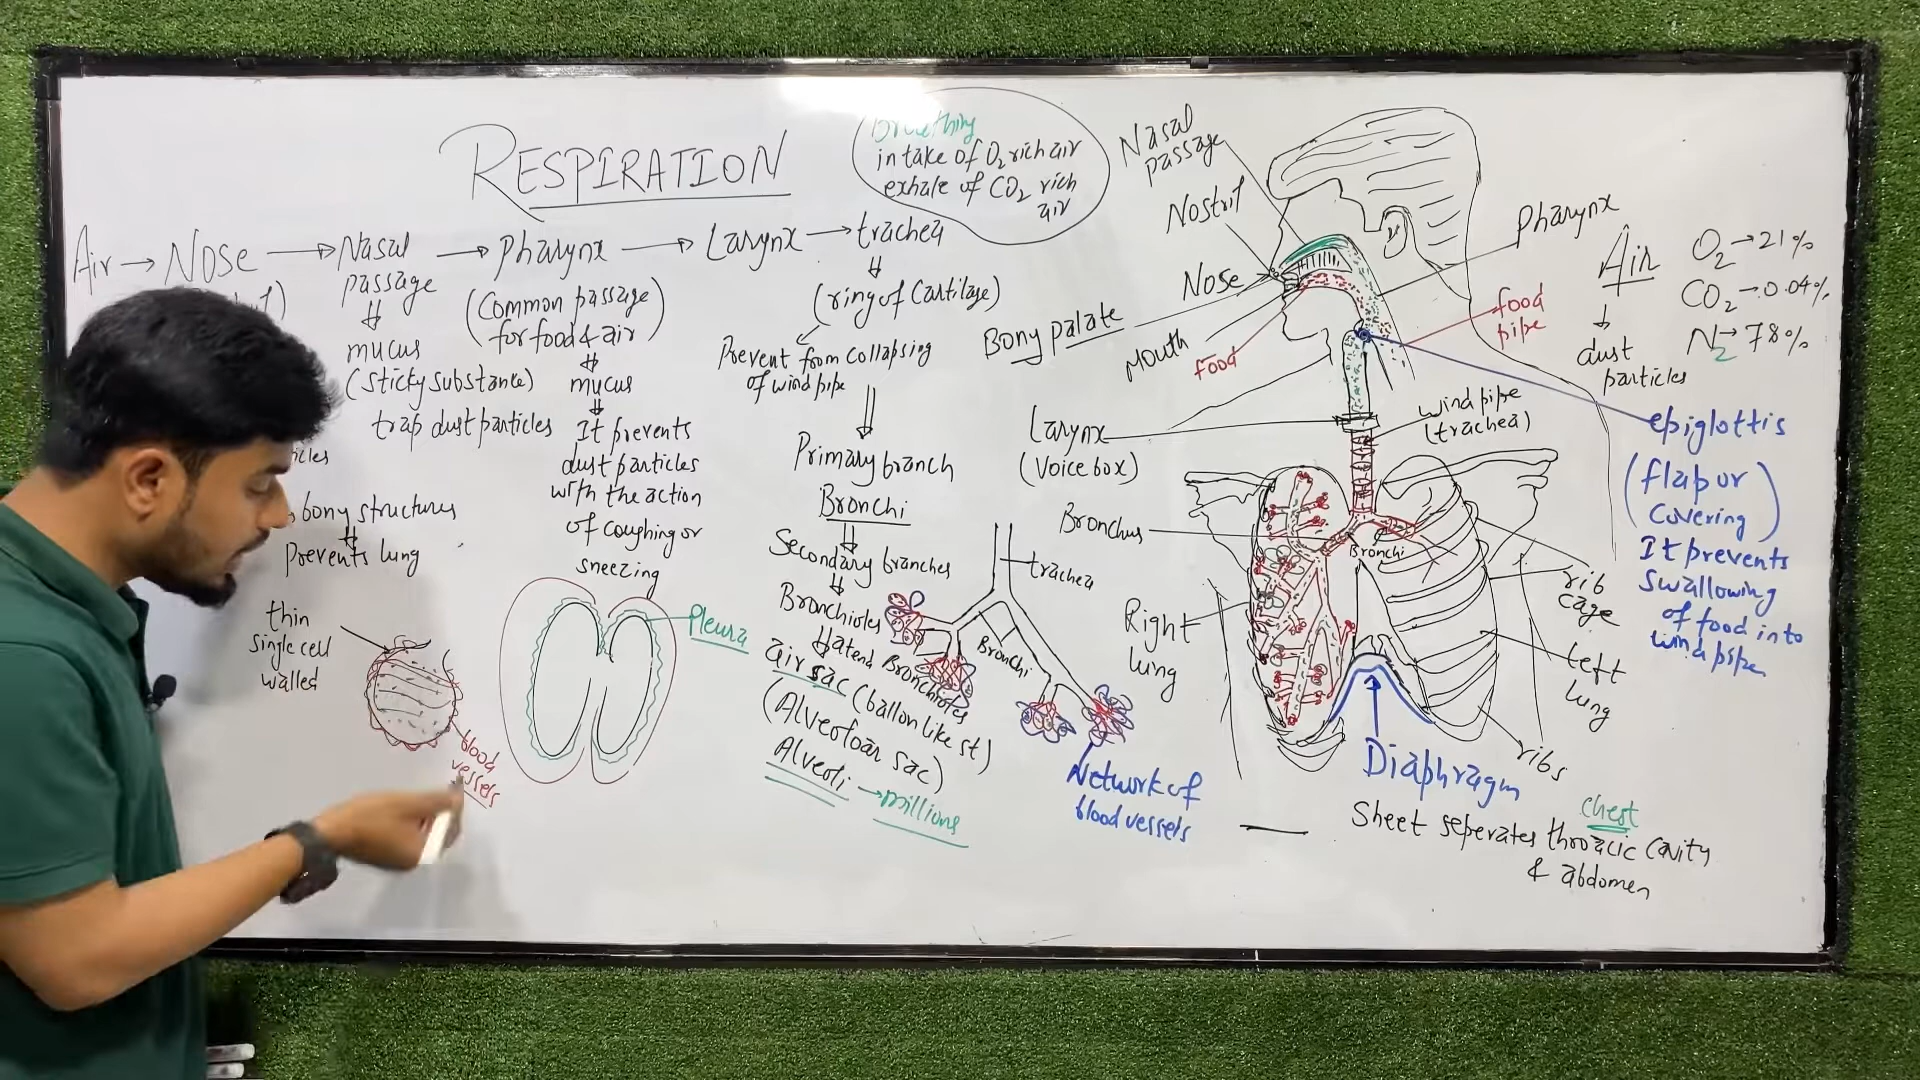 RESPIRATION
Breathing
intake of O2 rich air
exhale of CO2 rich
air
Air → Nose → Nasal → Pharynx → Larynx → trachea
passage
mucus
(sticky substance)
trap dust particles
bony structures
Prevents lung
(Common passage
for food & air)
mucus
It prevents
dust particles
with the action
of coughing or
sneezing
(ring of Cartilage)
Prevent from collapsing
of wind pipe
Primary branch
Bronchi
Secondary branches
Bronchioles
at end
air sac (ballon like st)
(Alverloar sac)
Alveoli → millions
thin
single cell
walled
blood
vessels
Pleura
trachea
Bronchi
Bronchioles
Network of
blood vessels
Nasal
passage
Nostril
Nose
Bony palate
Mouth
food
Pharynx
food
pipe
Larynx
(Voice box)
wind pipe
(trachea)
Bronchus
Bronchi
Right
lung
rib
cage
Left
lung
ribs
Diaphragm
chest
Sheet seperates throacic cavity
& abdomen
Air
dust
particles
O2 → 21%
CO2 → 0.04%
N2 → 78%
epiglottis
(flap or
covering)
It prevents
swallowing
of food into
wind pipe